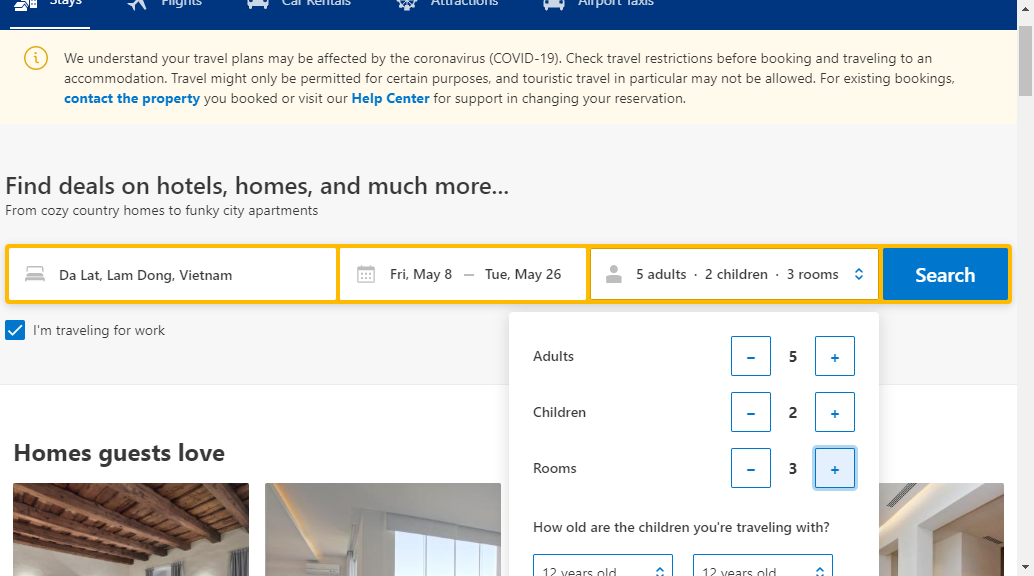 Stays Flights Car Rentals Attractions Airport Taxis
We understand your travel plans may be affected by the coronavirus (COVID-19). Check travel restrictions before booking and traveling to an
accommodation. Travel might only be permitted for certain purposes, and touristic travel in particular may not be allowed. For existing bookings,
contact the property you booked or visit our Help Center for support in changing your reservation.
Find deals on hotels, homes, and much more...
From cozy country homes to funky city apartments
Da Lat, Lam Dong, Vietnam Fri, May 8 — Tue, May 26 5 adults · 2 children · 3 rooms Search
I'm traveling for work
Adults − 5 +
Children − 2 +
Rooms − 3 +
Homes guests love
How old are the children you're traveling with?
12 years old 12 years old